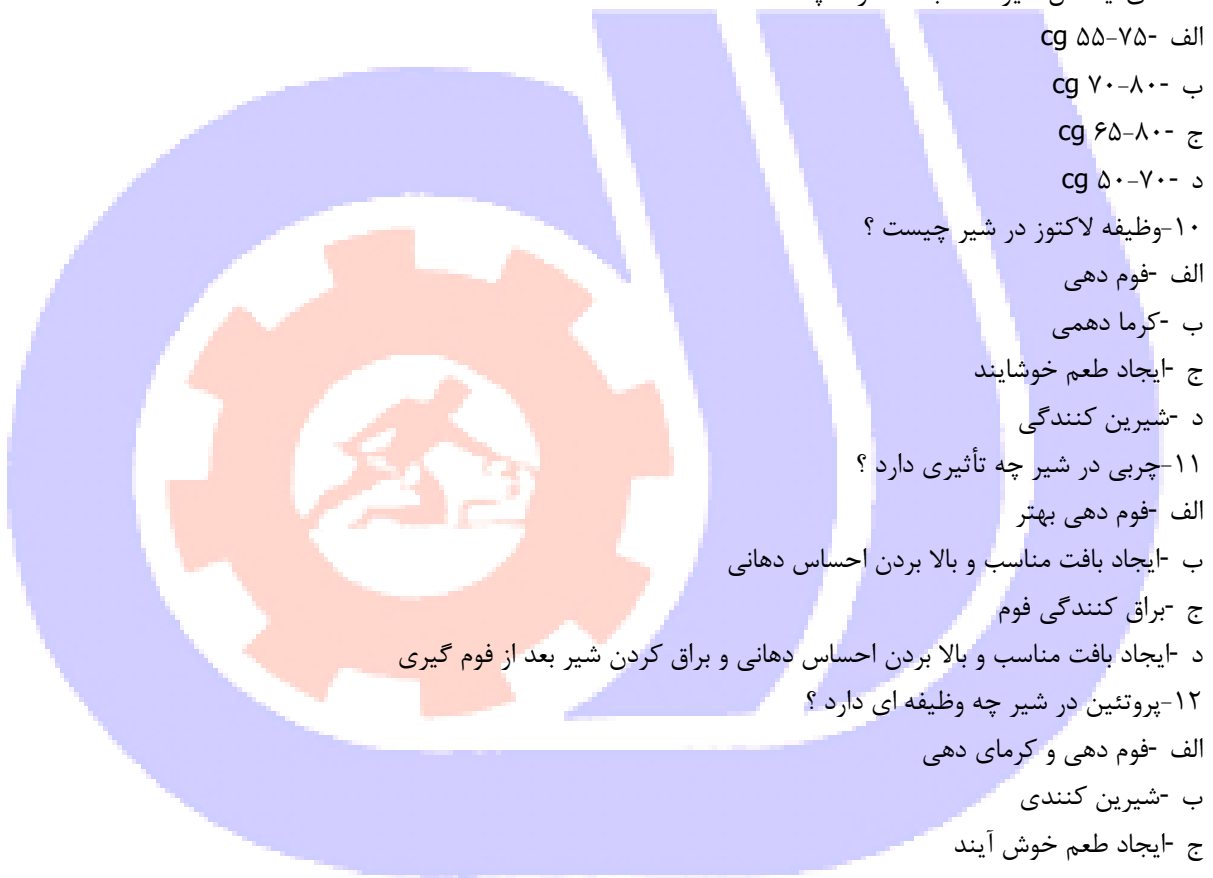 الف -۷۵-۵۵ cg
ب -۸۰-۷۰ cg
ج -۸۰-۶۵ cg
د -۷۰-۵۰ cg
۱۰-وظیفه لاکتوز در شیر چیست ؟
الف -فوم دهی
ب -کرما دهمی
ج -ایجاد طعم خوشایند
د -شیرین کنندگی
۱۱-چربی در شیر چه تأثیری دارد ؟
الف -فوم دهی بهتر
ب -ایجاد بافت مناسب و بالا بردن احساس دهانی
ج -براق کنندگی فوم
د -ایجاد بافت مناسب و بالا بردن احساس دهانی و براق کردن شیر بعد از فوم گیری
۱۲-پروتئین در شیر چه وظیفه ای دارد ؟
الف -فوم دهی و کرمای دهی
ب -شیرین کنندی
ج -ایجاد طعم خوش آیند